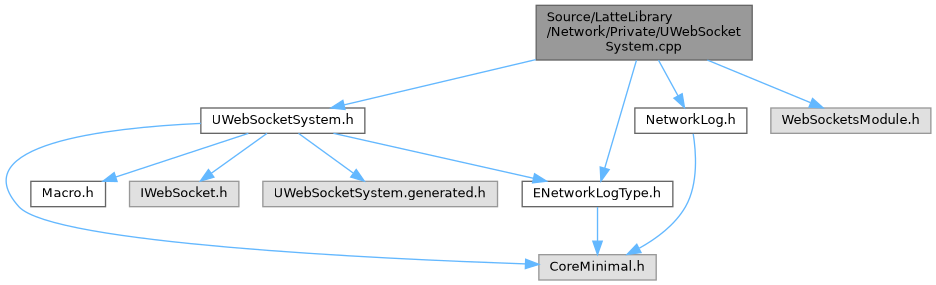 Source/LatteLibrary
/Network/Private/UWebSocket
System.cpp
UWebSocketSystem.h
NetworkLog.h
WebSocketsModule.h
Macro.h
IWebSocket.h
UWebSocketSystem.generated.h
ENetworkLogType.h
CoreMinimal.h